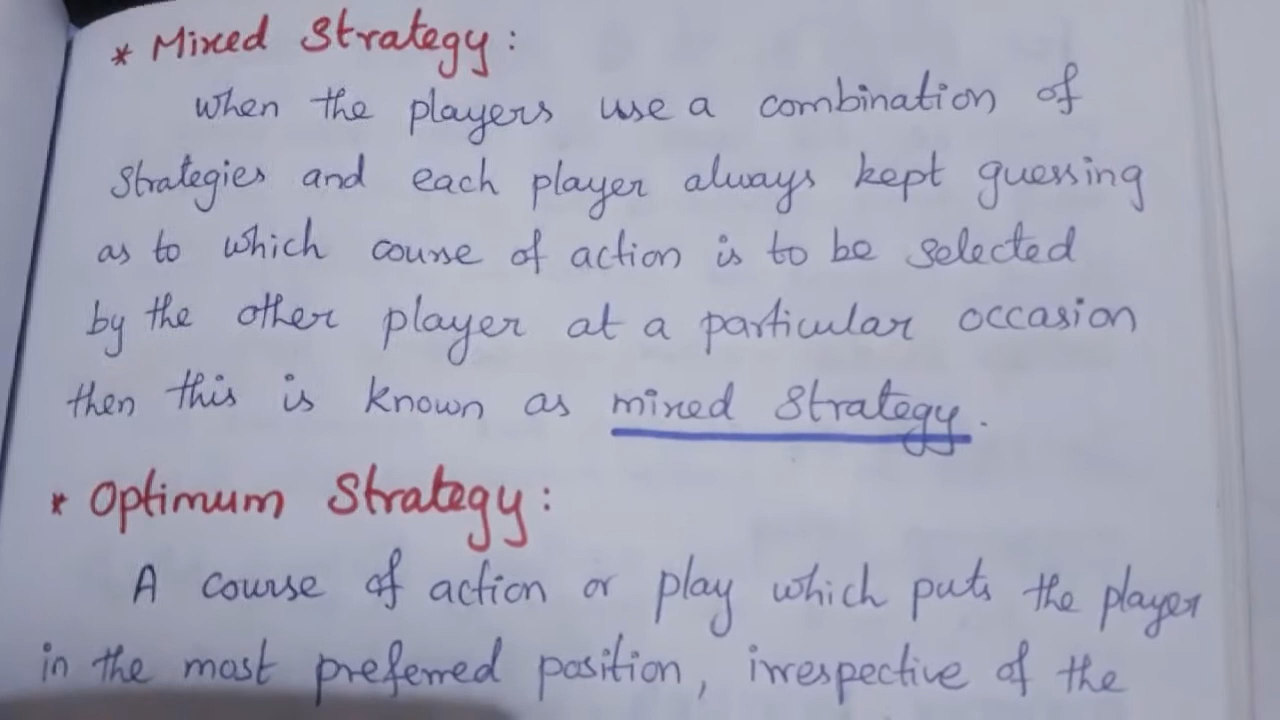 * Mixed Strategy:
When the players use a combination of
strategies and each player always kept guessing
as to which course of action is to be selected
by the other player at a particular occasion
then this is known as mixed strategy.
* Optimum Strategy:
A course of action or play which puts the player
in the most preferred position, irrespective of the